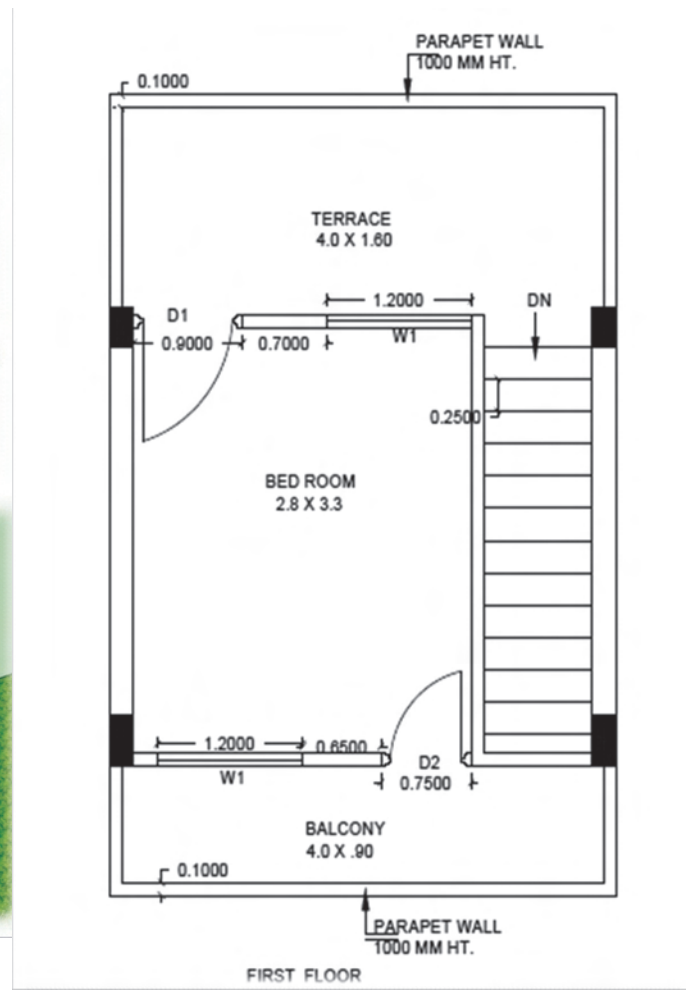 PARAPET WALL
1000 MM HT.
0.1000
TERRACE
4.0 X 1.60
1.2000
DN
D1
W1
0.9000
0.7000
0.2500
BED ROOM
2.8 X 3.3
1.2000
0.6500
W1
D2
0.7500
BALCONY
4.0 X .90
0.1000
PARAPET WALL
1000 MM HT.
FIRST FLOOR